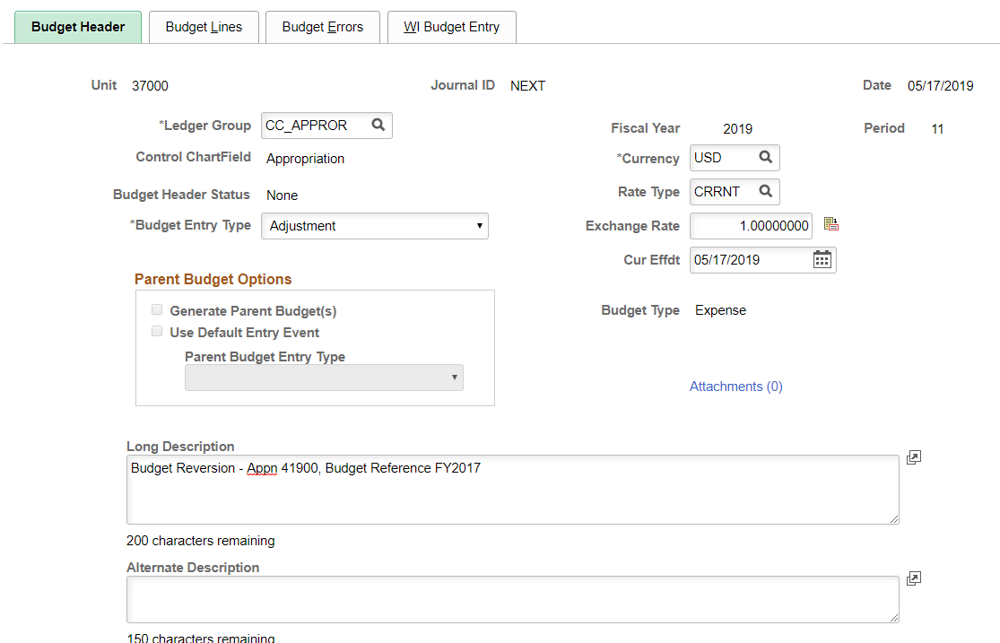 Budget Header Budget Lines Budget Errors WI Budget Entry
Unit 37000 Journal ID NEXT Date 05/17/2019
*Ledger Group CC_APPROR Fiscal Year 2019 Period 11
Control ChartField Appropriation *Currency USD
Budget Header Status None Rate Type CRRNT
*Budget Entry Type Adjustment Exchange Rate 1.00000000
Cur Effdt 05/17/2019
Parent Budget Options
Generate Parent Budget(s) Budget Type Expense
Use Default Entry Event
Parent Budget Entry Type
Attachments (0)
Long Description
Budget Reversion - Appn 41900, Budget Reference FY2017
200 characters remaining
Alternate Description
150 characters remaining